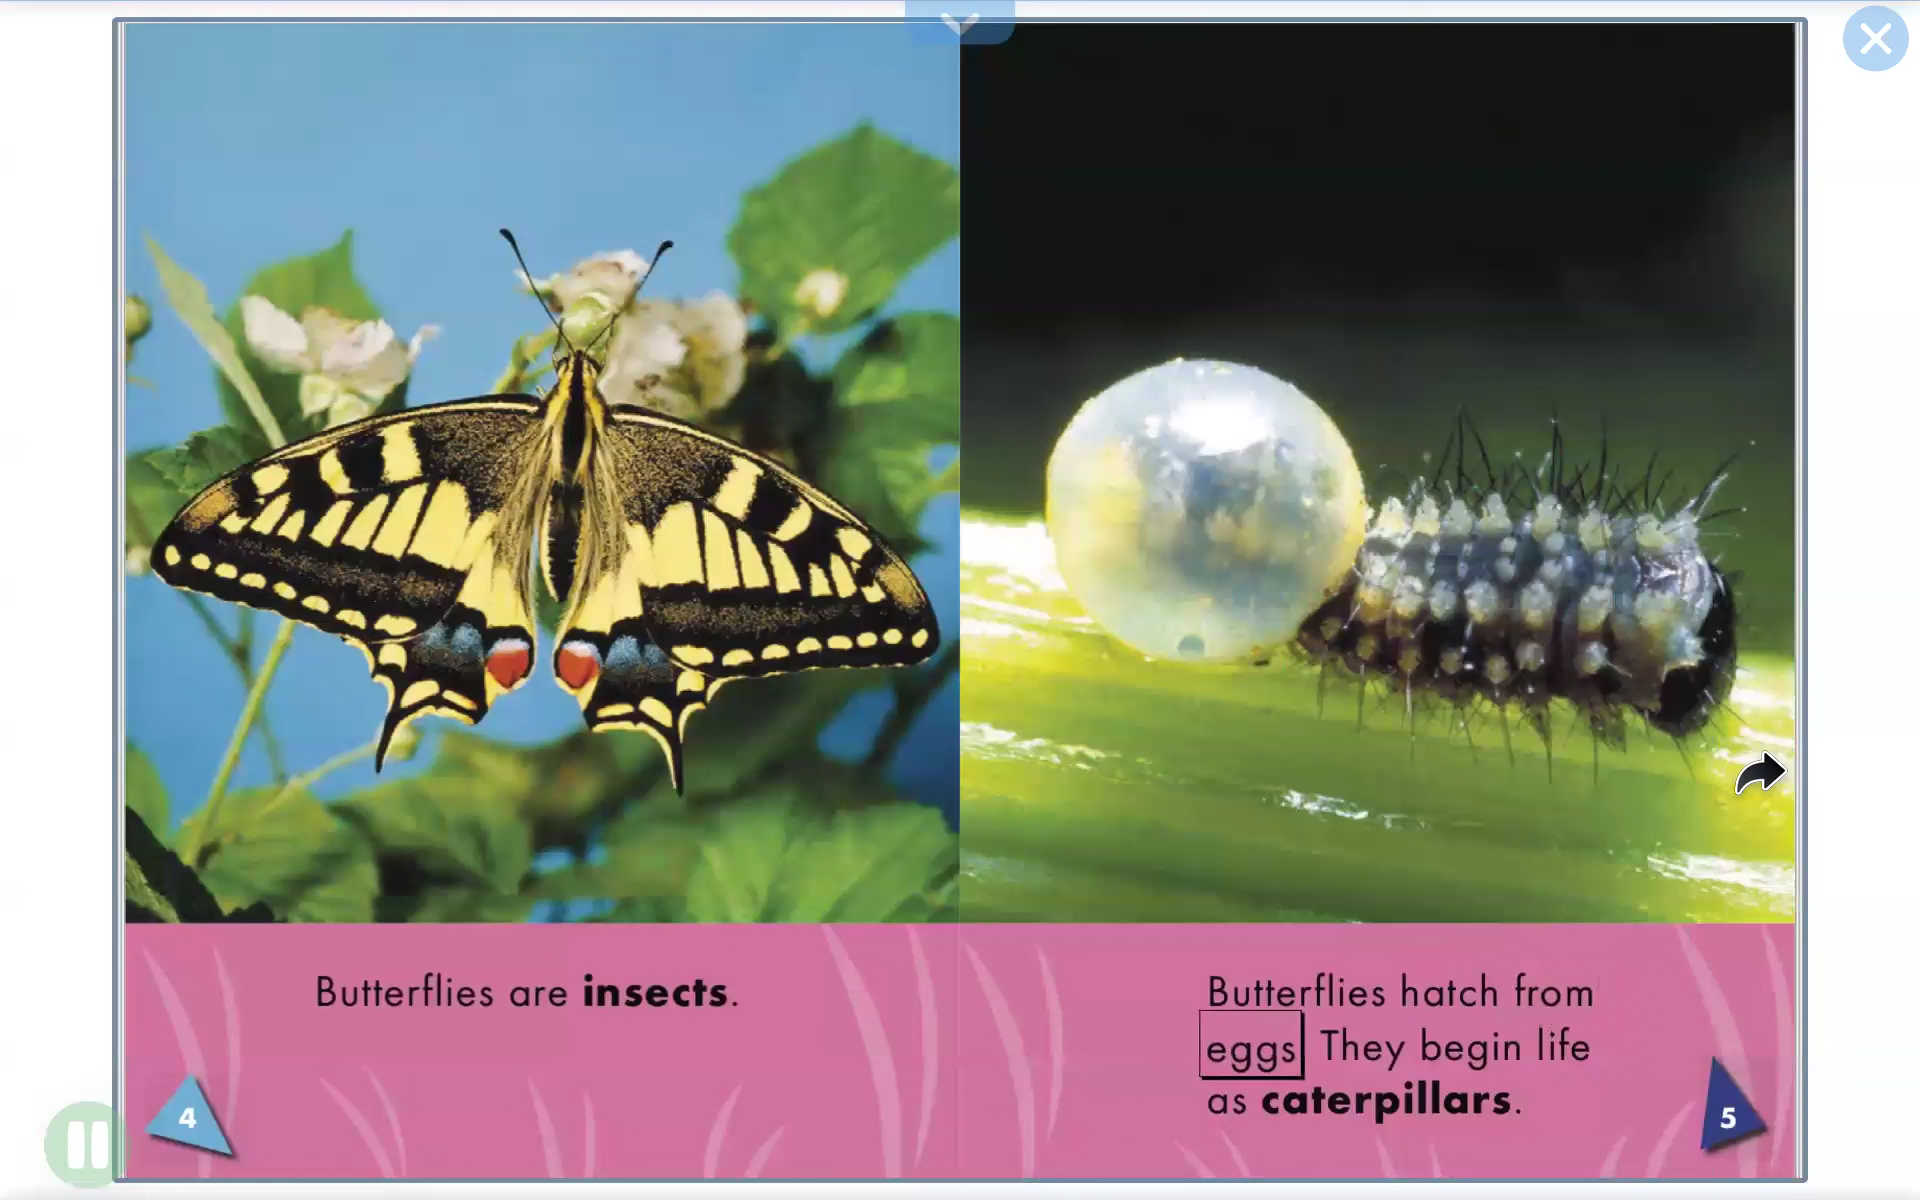 Butterflies are insects.
4
Butterflies hatch from
eggs. They begin life
as caterpillars.
5